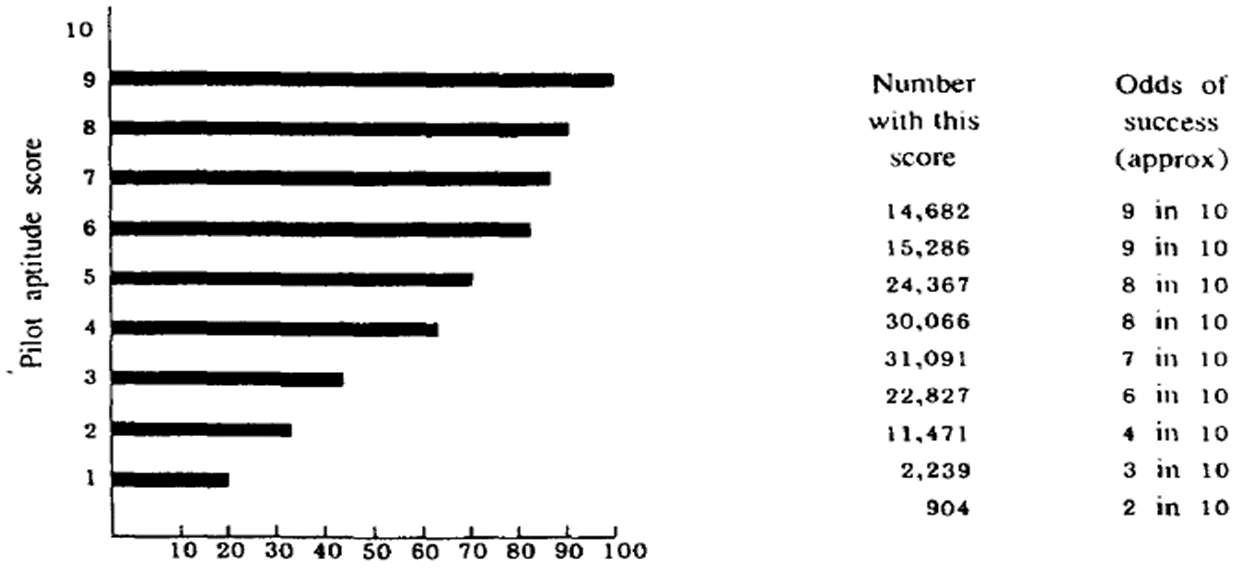 10
9
8
7
6
5
4
3
2
1
Pilot aptitude score
10 20 30 40 50 60 70 80 90 100
Number with this score
Odds of success (approx)
14,682 9 in 10
15,286 9 in 10
24,367 8 in 10
30,066 8 in 10
31,091 7 in 10
22,827 6 in 10
11,471 4 in 10
2,239 3 in 10
904 2 in 10